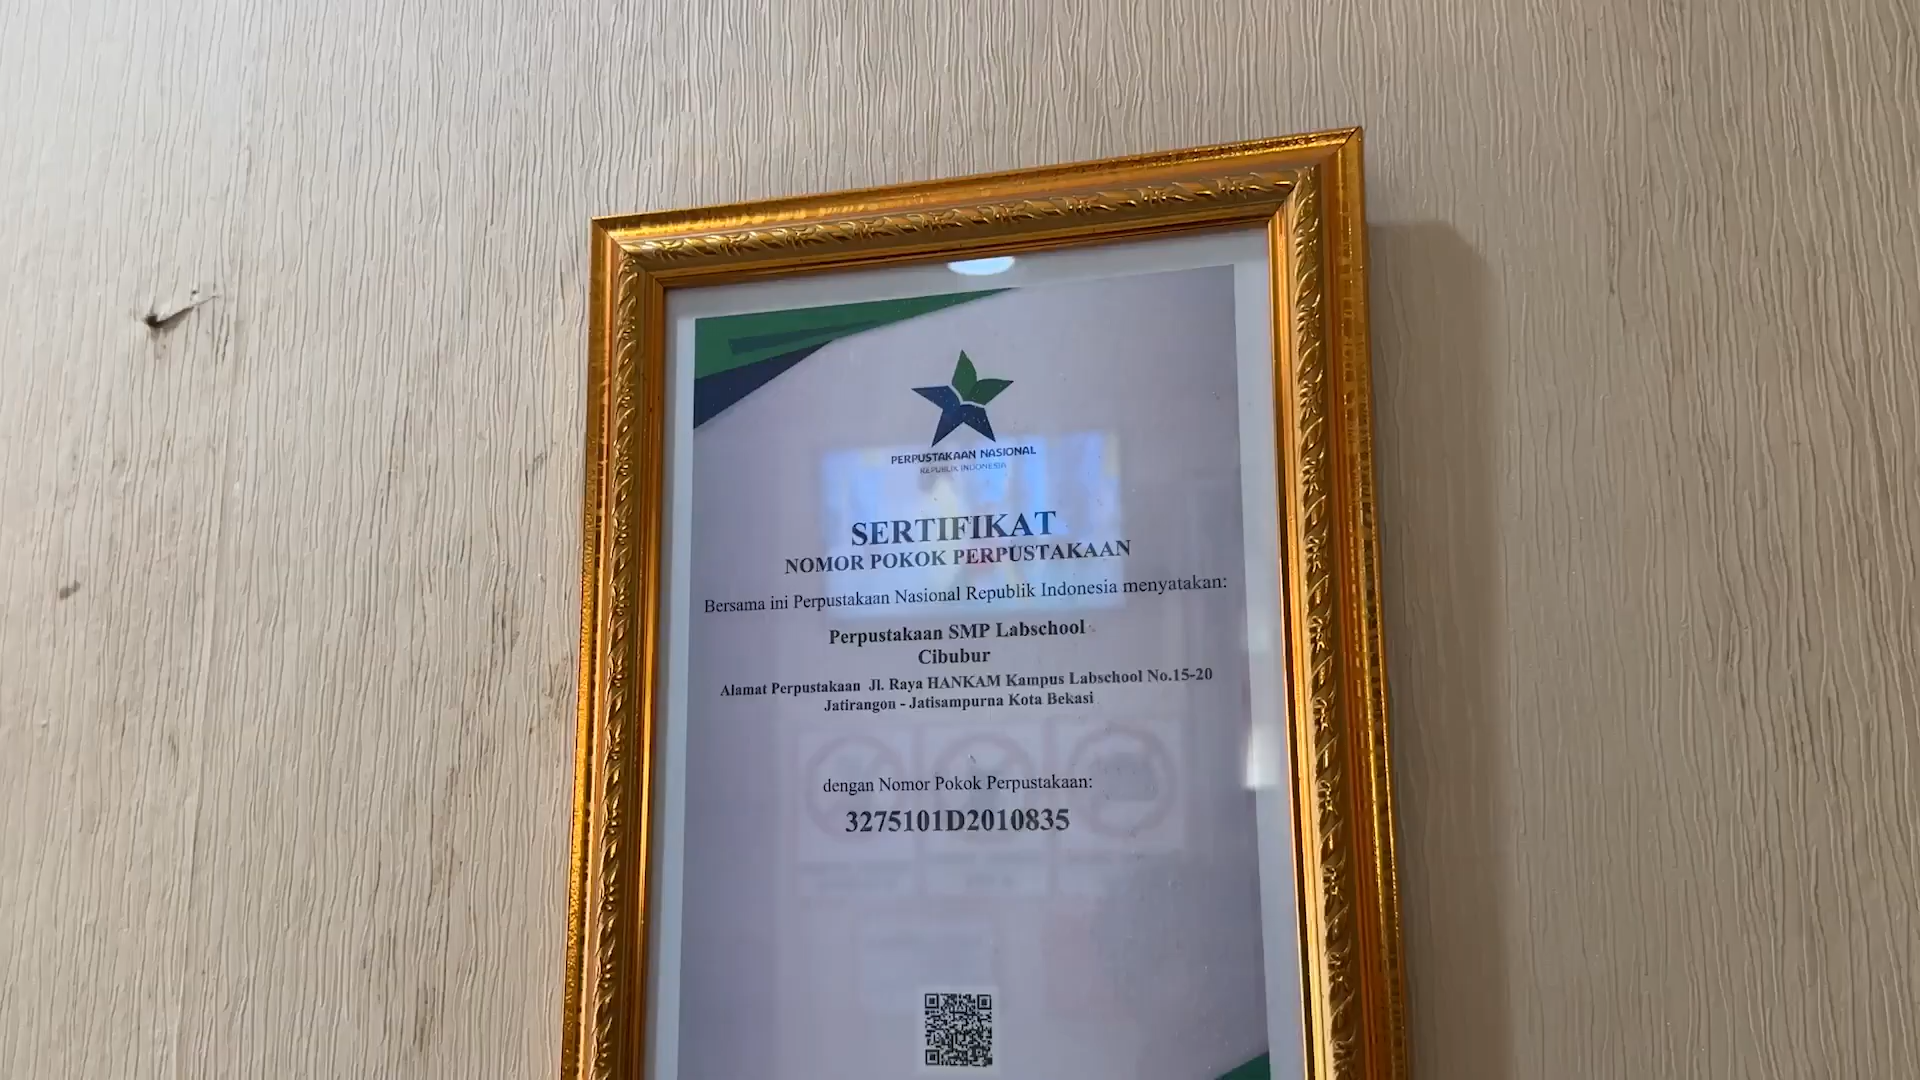 PERPUSTAKAAN NASIONAL
REPUBLIK INDONESIA
SERTIFIKAT
NOMOR POKOK PERPUSTAKAAN
Bersama ini Perpustakaan Nasional Republik Indonesia menyatakan:
Perpustakaan SMP Labschool
Cibubur
Alamat Perpustakaan Jl. Raya HANKAM Kampus Labschool No.15-20
Jatirangon - Jatisampurna Kota Bekasi
dengan Nomor Pokok Perpustakaan:
3275101D2010835